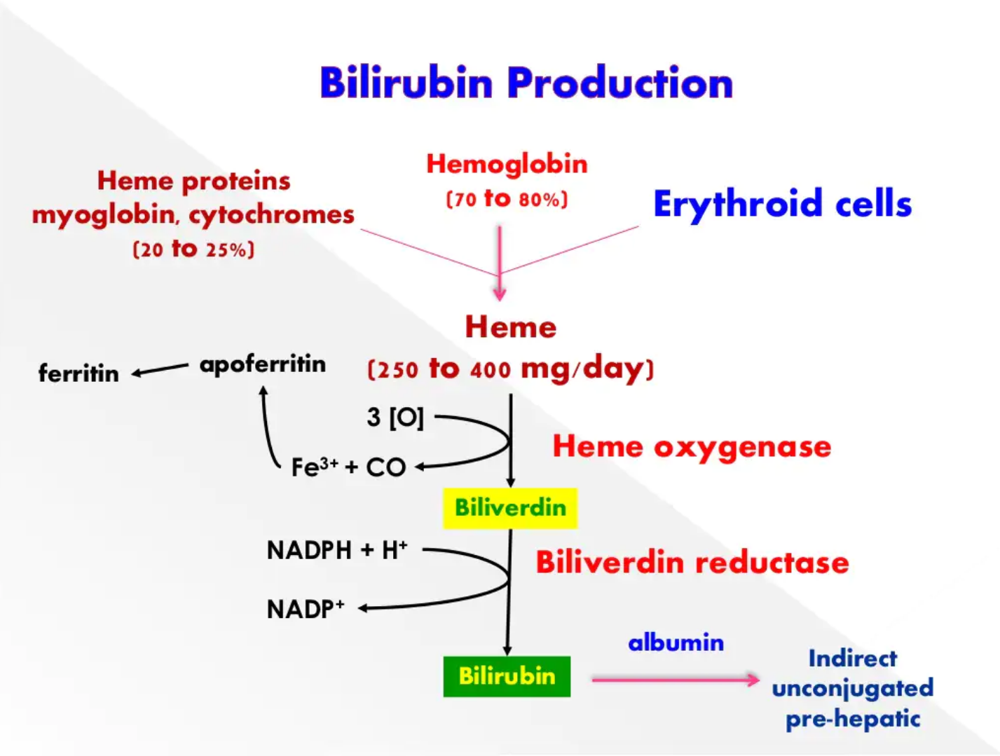 Bilirubin Production
Hemoglobin
(70 to 80%)
Heme proteins
myoglobin, cytochromes
(20 to 25%)
Erythroid cells
Heme
(250 to 400 mg/day)
ferritin
apoferritin
3 [O]
Fe³⁺ + CO
Heme oxygenase
Biliverdin
NADPH + H⁺
Biliverdin reductase
NADP⁺
Bilirubin
albumin
Indirect
unconjugated
pre-hepatic